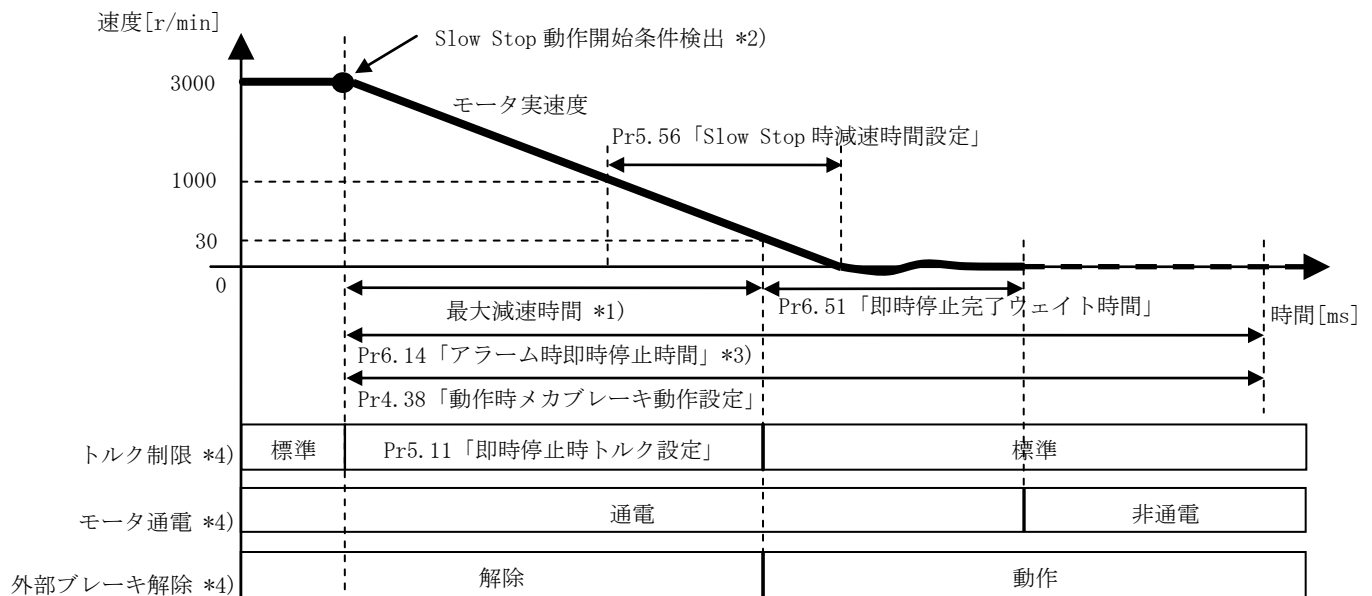 速度[r/min]
Slow Stop 動作開始条件検出 *2)
3000
モータ実速度
Pr5.56「Slow Stop 時減速時間設定」
1000
30
0
最大減速時間 *1)
Pr6.51「即時停止完了ウェイト時間」
時間[ms]
Pr6.14「アラーム時即時停止時間」*3)
Pr4.38「動作時メカブレーキ動作設定」
トルク制限 *4)
標準
Pr5.11「即時停止時トルク設定」
標準
モータ通電 *4)
通電
非通電
外部ブレーキ解除 *4)
解除
動作